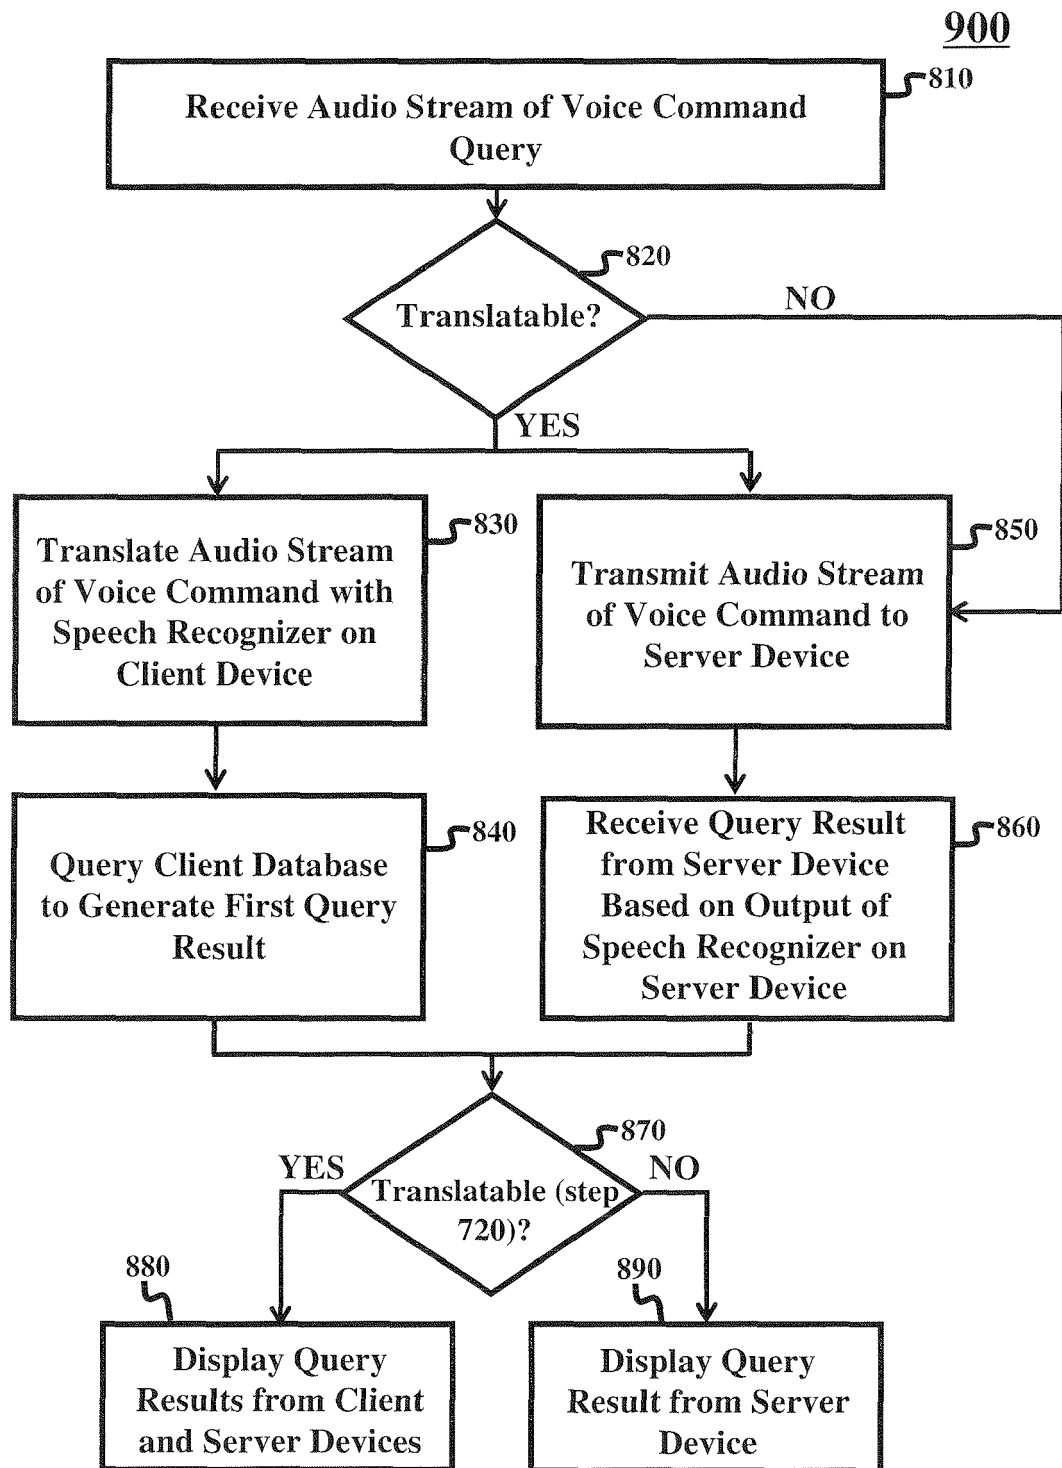 900
810
Receive Audio Stream of Voice Command
Query
820
Translatable?
NO
YES
830
Translate Audio Stream
of Voice Command with
Speech Recognizer on
Client Device
850
Transmit Audio Stream
of Voice Command to
Server Device
840
Query Client Database
to Generate First Query
Result
860
Receive Query Result
from Server Device
Based on Output of
Speech Recognizer on
Server Device
870
YES
NO
Translatable (step
720)?
880
Display Query
Results from Client
and Server Devices
890
Display Query
Result from Server
Device